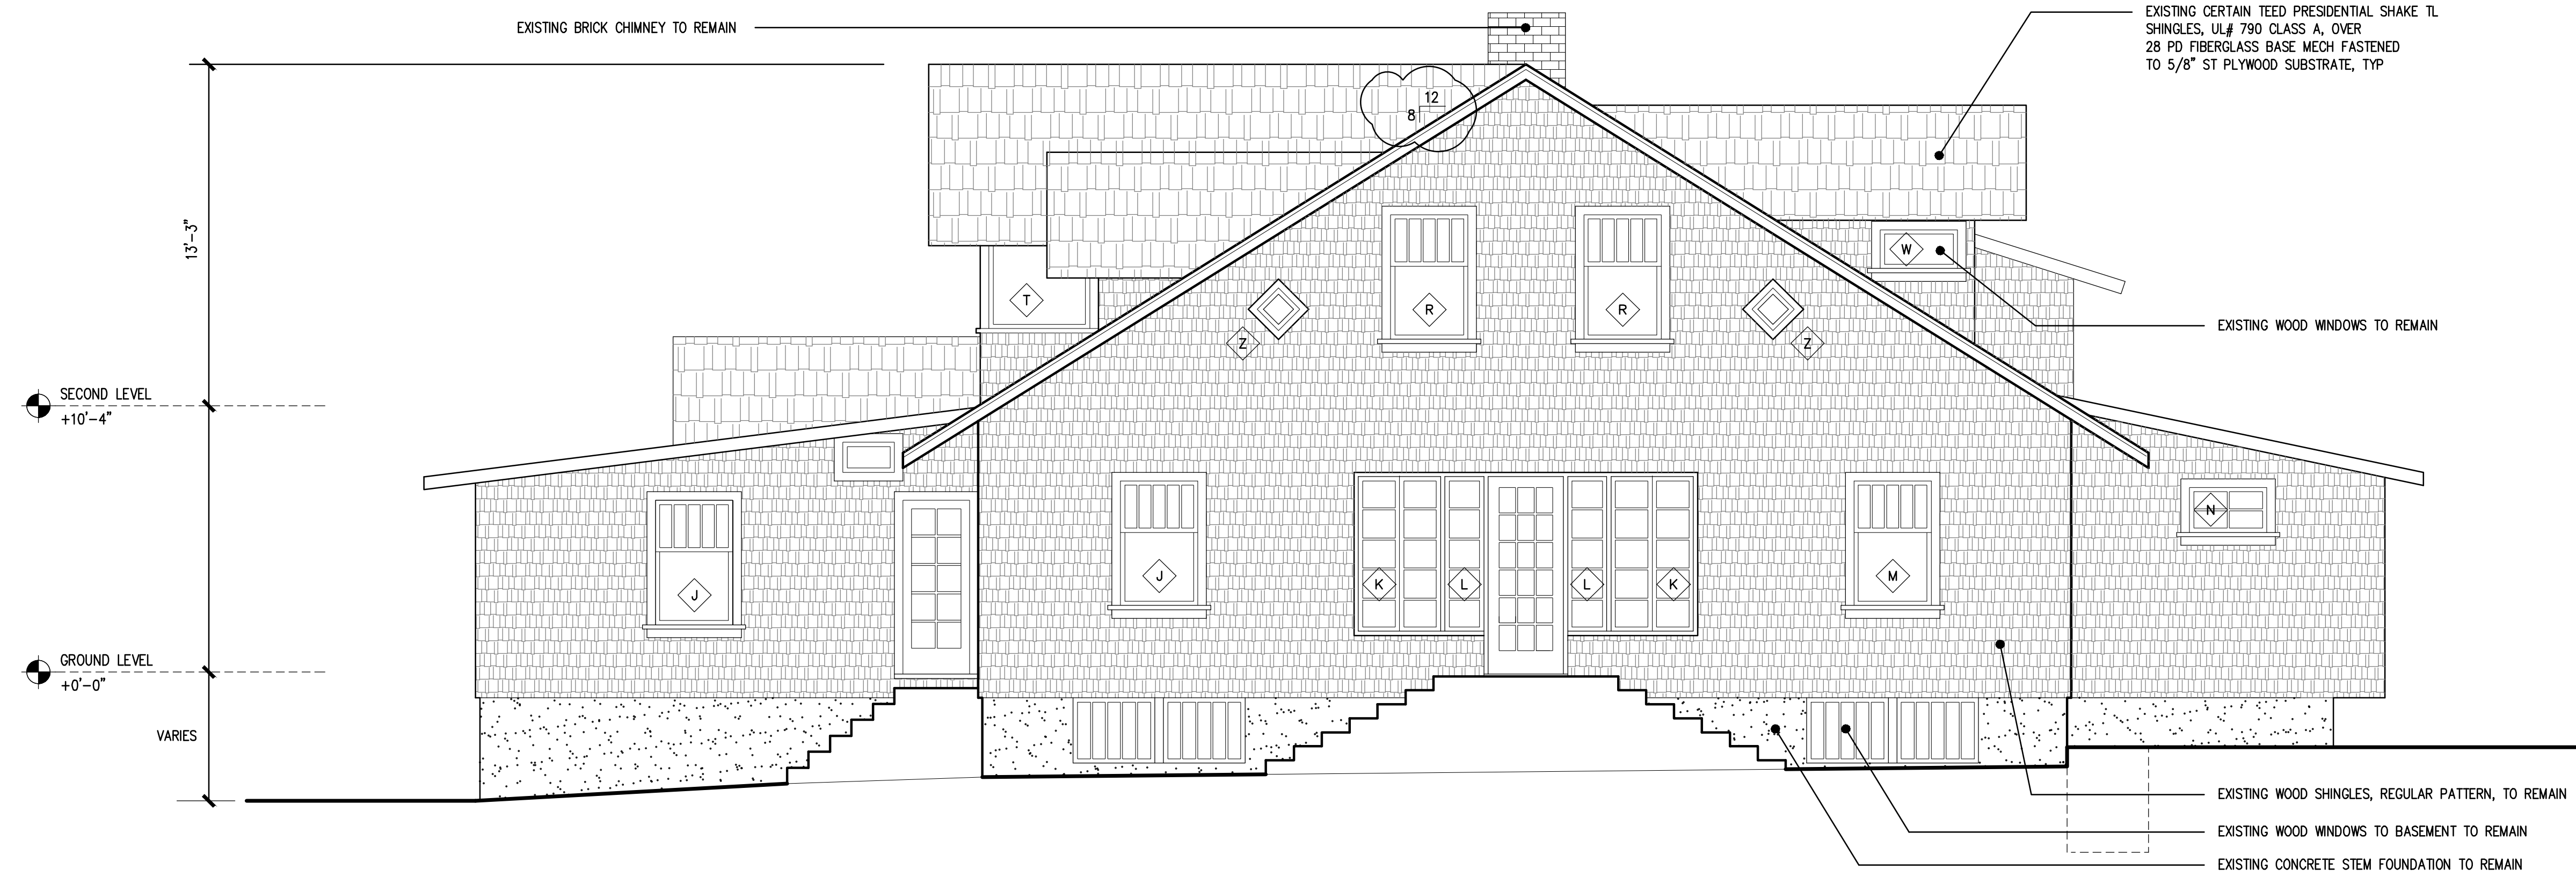 EXISTING BRICK CHIMNEY TO REMAIN
EXISTING CERTAIN TEED PRESIDENTIAL SHAKE TL
SHINGLES, UL# 790 CLASS A, OVER
28 PD FIBERGLASS BASE MECH FASTENED
TO 5/8" ST PLYWOOD SUBSTRATE, TYP
12
8
13'-3"
W
T
R
R
Z
Z
EXISTING WOOD WINDOWS TO REMAIN
SECOND LEVEL
+10'-4"
N
J
J
K
L
L
K
M
GROUND LEVEL
+0'-0"
VARIES
EXISTING WOOD SHINGLES, REGULAR PATTERN, TO REMAIN
EXISTING WOOD WINDOWS TO BASEMENT TO REMAIN
EXISTING CONCRETE STEM FOUNDATION TO REMAIN